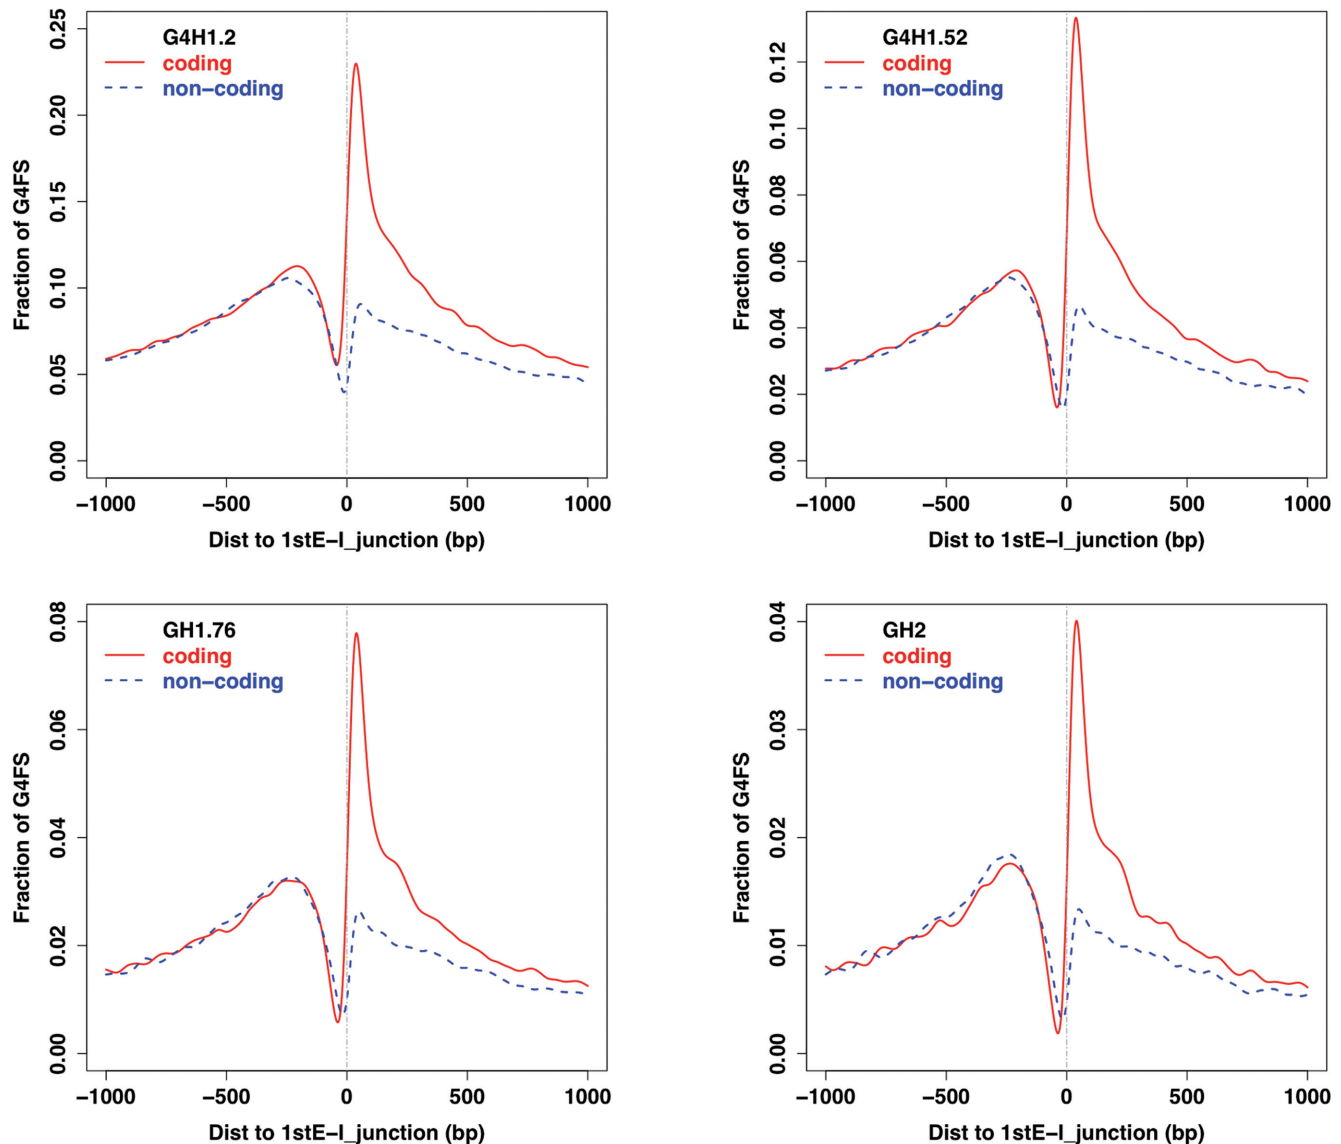 G4H1.2
coding
non−coding
Fraction of G4FS
0.00
0.05
0.10
0.15
0.20
0.25
−1000
−500
0
500
1000
Dist to 1stE−I_junction (bp)
G4H1.52
coding
non−coding
Fraction of G4FS
0.00
0.02
0.04
0.06
0.08
0.10
0.12
−1000
−500
0
500
1000
Dist to 1stE−I_junction (bp)
GH1.76
coding
non−coding
Fraction of G4FS
0.00
0.02
0.04
0.06
0.08
−1000
−500
0
500
1000
Dist to 1stE−I_junction (bp)
GH2
coding
non−coding
Fraction of G4FS
0.00
0.01
0.02
0.03
0.04
−1000
−500
0
500
1000
Dist to 1stE−I_junction (bp)